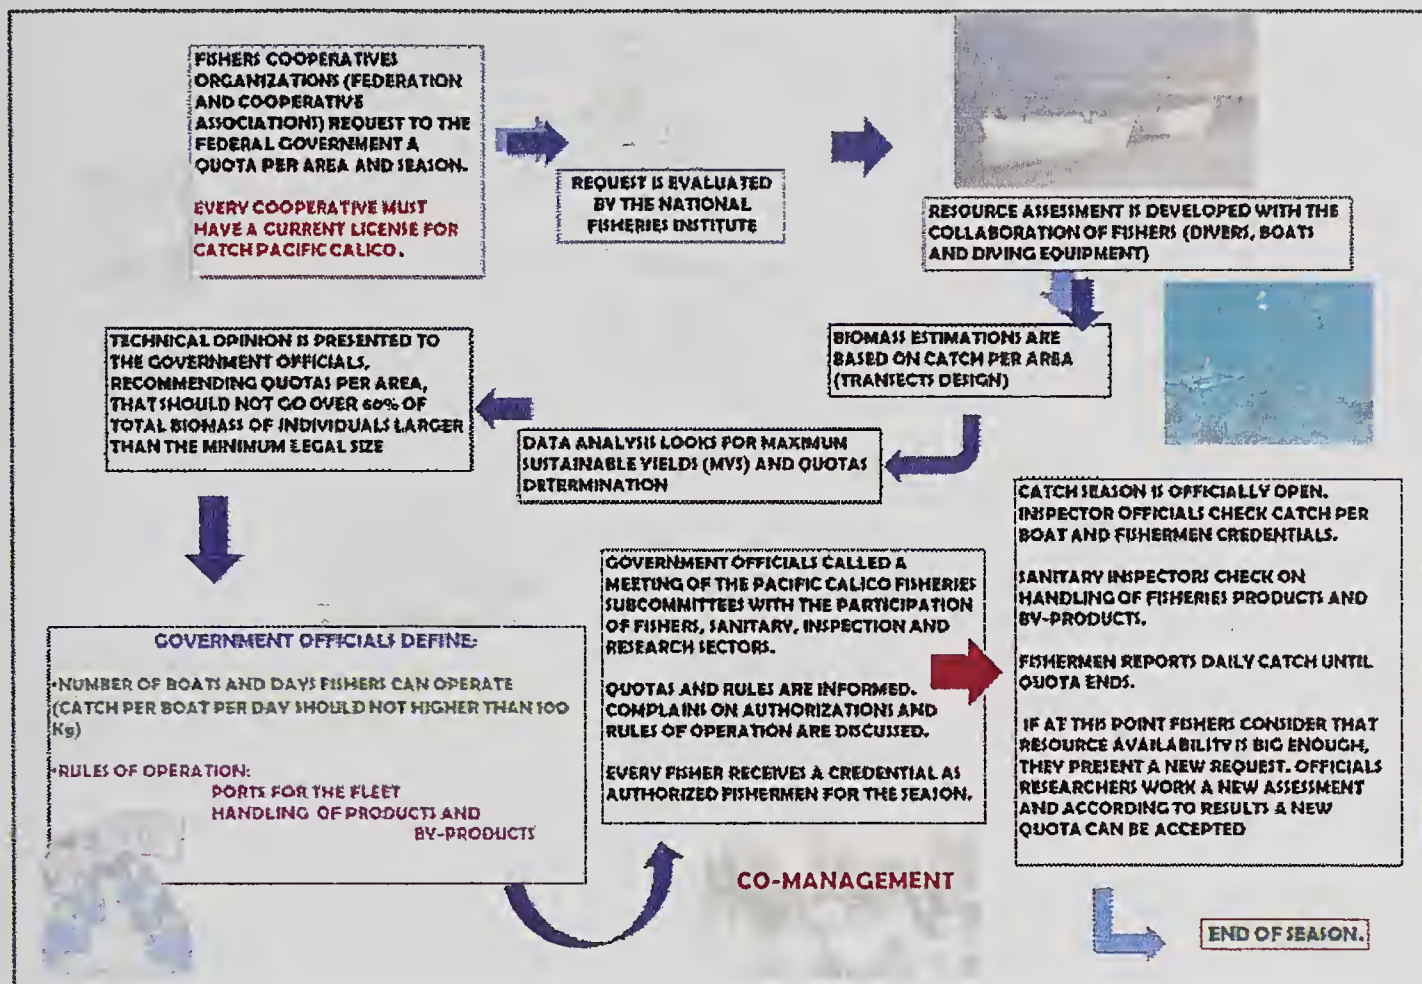 FISHERS COOPERATIVES
ORGANIZATIONS (FEDERATION
AND COOPERATIVE
ASSOCIATIONS) REQUEST TO THE
FEDERAL GOVERNMENT A
QUOTA PER AREA AND SEASON.
EVERY COOPERATIVE MUST
HAVE A CURRENT LICENSE FOR
CATCH PACIFIC CALICO.
REQUEST IS EVALUATED
BY THE NATIONAL
FISHERIES INSTITUTE
RESOURCE ASSESSMENT IS DEVELOPED WITH THE
COLLABORATION OF FISHERS (DIVERS, BOATS
AND DIVING EQUIPMENT)
BIOMASS ESTIMATIONS ARE
BASED ON CATCH PER AREA
(TRANSECTS DESIGN)
DATA ANALYSIS LOOKS FOR MAXIMUM
SUSTAINABLE YIELDS (MVS) AND QUOTAS
DETERMINATION
TECHNICAL OPINION IS PRESENTED TO
THE GOVERNMENT OFFICIALS,
RECOMMENDING QUOTAS PER AREA,
THAT SHOULD NOT GO OVER 60% OF
TOTAL BIOMASS OF INDIVIDUALS LARGER
THAN THE MINIMUM LEGAL SIZE
GOVERNMENT OFFICIALS DEFINE:
•NUMBER OF BOATS AND DAYS FISHERS CAN OPERATE
(CATCH PER BOAT PER DAY SHOULD NOT HIGHER THAN 100
Kg)
•RULES OF OPERATION:
PORTS FOR THE FLEET
HANDLING OF PRODUCTS AND
BY-PRODUCTS
GOVERNMENT OFFICIALS CALLED A
MEETING OF THE PACIFIC CALICO FISHERIES
SUBCOMMITTEES WITH THE PARTICIPATION
OF FISHERS, SANITARY, INSPECTION AND
RESEARCH SECTORS.
QUOTAS AND RULES ARE INFORMED.
COMPLAINS ON AUTHORIZATIONS AND
RULES OF OPERATION ARE DISCUSSED.
EVERY FISHER RECEIVES A CREDENTIAL AS
AUTHORIZED FISHERMEN FOR THE SEASON.
CO-MANAGEMENT
CATCH SEASON IS OFFICIALLY OPEN.
INSPECTOR OFFICIALS CHECK CATCH PER
BOAT AND FISHERMEN CREDENTIALS.
SANITARY INSPECTORS CHECK ON
HANDLING OF FISHERIES PRODUCTS AND
BY-PRODUCTS.
FISHERMEN REPORTS DAILY CATCH UNTIL
QUOTA ENDS.
IF AT THIS POINT FISHERS CONSIDER THAT
RESOURCE AVAILABILITY IS BIG ENOUGH,
THEY PRESENT A NEW REQUEST. OFFICIALS
RESEARCHERS WORK A NEW ASSESSMENT
AND ACCORDING TO RESULTS A NEW
QUOTA CAN BE ACCEPTED
END OF SEASON.